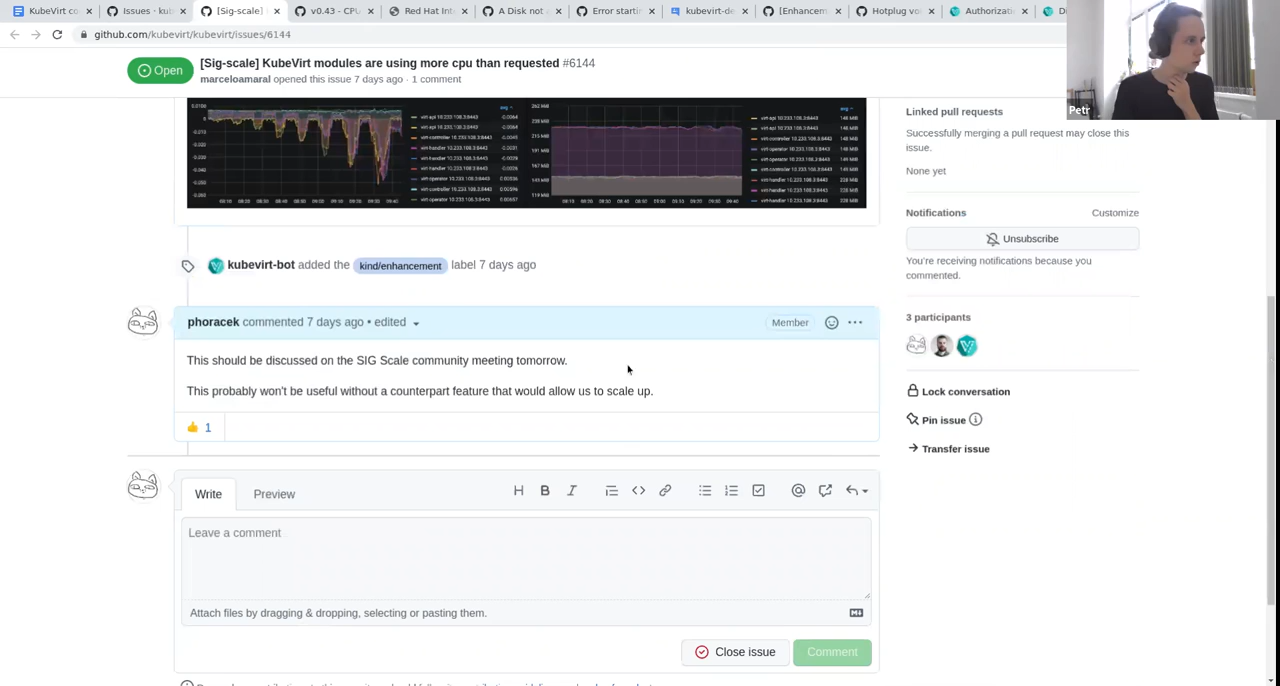 KubeVirt co
Issues · kub
[Sig-scale]
v0.43 - CPU
Red Hat Int
A Disk not
Error startin
kubevirt-de
[Enhancem
Hotplug vo
Authorizati
github.com/kubevirt/kubevirt/issues/6144
Open
[Sig-scale] KubeVirt modules are using more cpu than requested #6144
marceloamaral opened this issue 7 days ago · 1 comment
Petr
Linked pull requests
Successfully merging a pull request may close this
issue.
None yet
Notifications
Customize
Unsubscribe
You're receiving notifications because you
commented.
3 participants
Lock conversation
Pin issue
Transfer issue
kubevirt-bot added the kind/enhancement label 7 days ago
phoracek commented 7 days ago • edited
Member
This should be discussed on the SIG Scale community meeting tomorrow.
This probably won't be useful without a counterpart feature that would allow us to scale up.
1
Write
Preview
Leave a comment
Attach files by dragging & dropping, selecting or pasting them.
Close issue
Comment